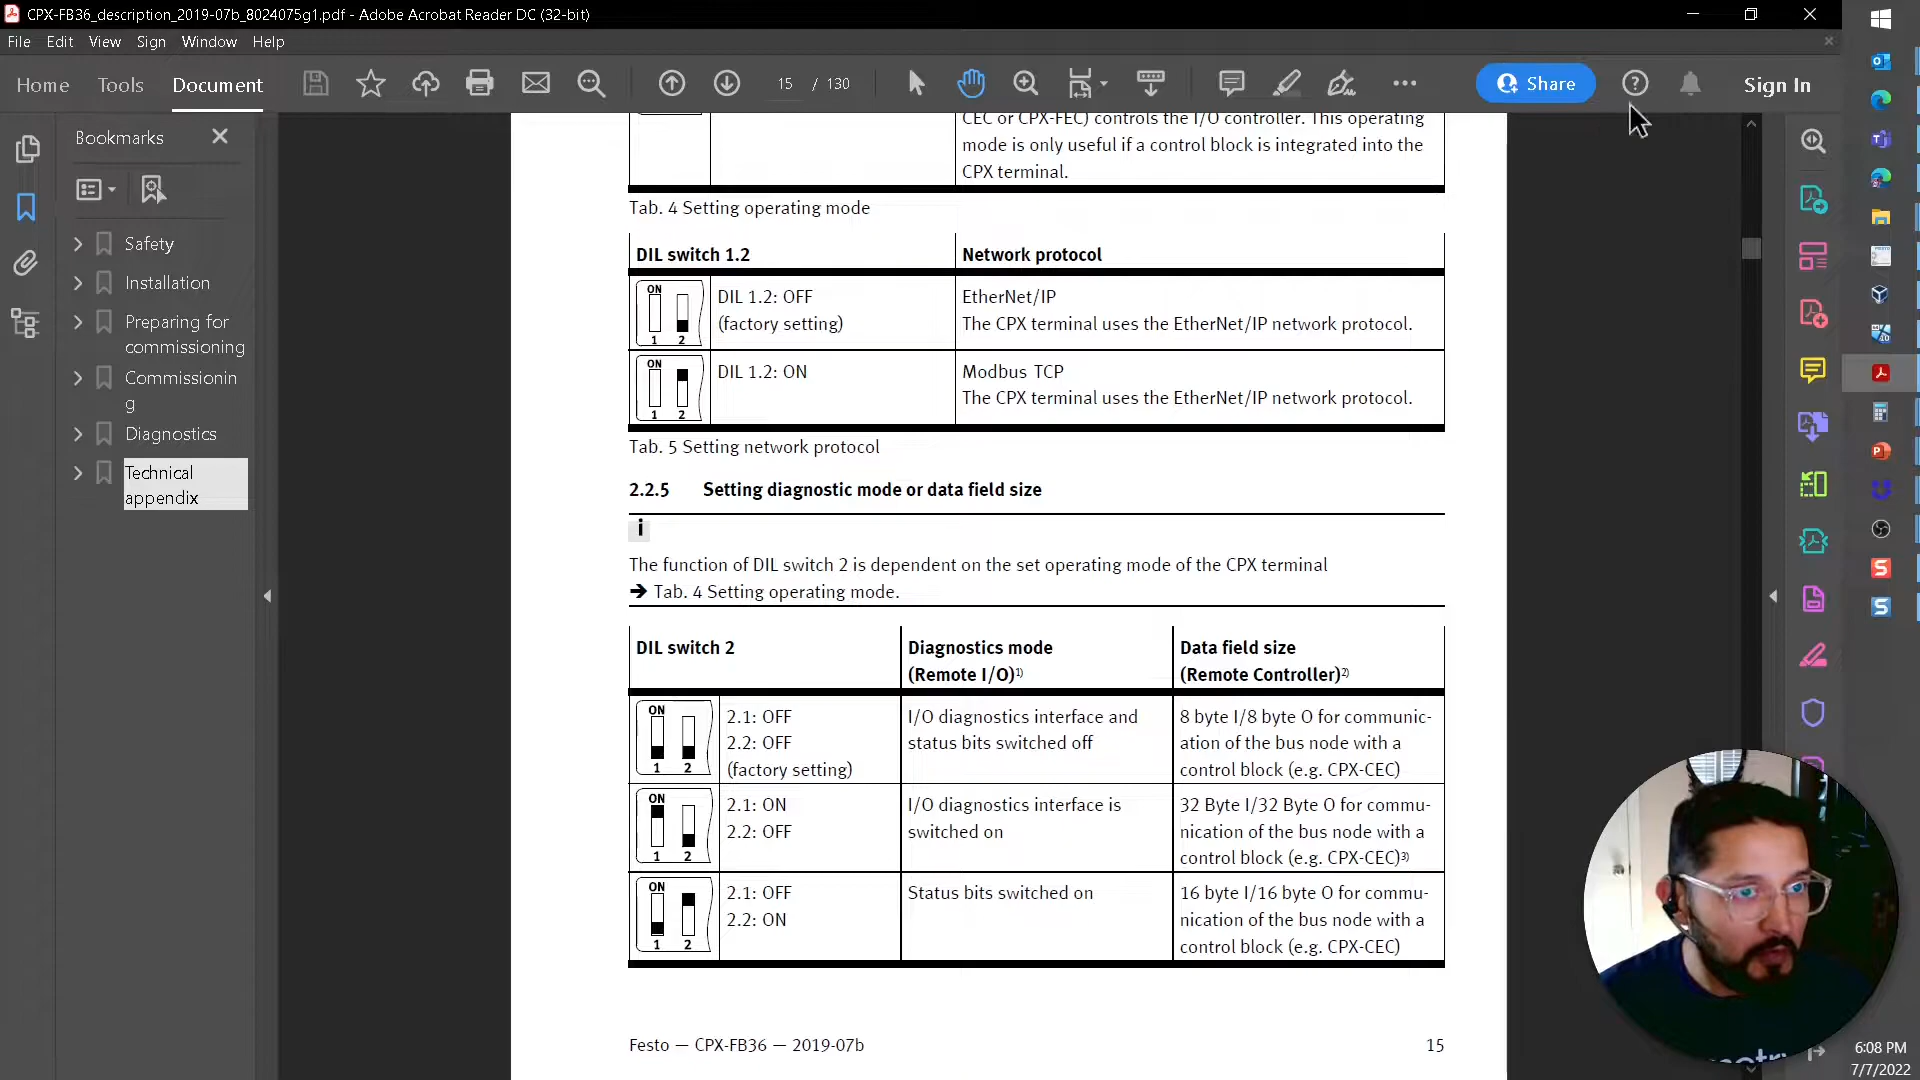 CPX-FB36_description_2019-07b_8024075g1.pdf - Adobe Acrobat Reader DC (32-bit)
File Edit View Sign Window Help
Home Tools Document 15 / 130 Share Sign In
Bookmarks
Safety
Installation
Preparing for
commissioning
Commissionin
g
Diagnostics
Technical
appendix
CEC or CPX-FEC) controls the I/O controller. This operating
mode is only useful if a control block is integrated into the
CPX terminal.
Tab. 4 Setting operating mode
DIL switch 1.2 Network protocol
ON
1 2
DIL 1.2: OFF
(factory setting)
EtherNet/IP
The CPX terminal uses the EtherNet/IP network protocol.
ON
1 2
DIL 1.2: ON
Modbus TCP
The CPX terminal uses the EtherNet/IP network protocol.
Tab. 5 Setting network protocol
2.2.5 Setting diagnostic mode or data field size
i
The function of DIL switch 2 is dependent on the set operating mode of the CPX terminal
➔ Tab. 4 Setting operating mode.
DIL switch 2
Diagnostics mode
(Remote I/O)1)
Data field size
(Remote Controller)2)
ON
1 2
2.1: OFF
2.2: OFF
(factory setting)
I/O diagnostics interface and
status bits switched off
8 byte I/8 byte O for communic-
ation of the bus node with a
control block (e.g. CPX-CEC)
ON
1 2
2.1: ON
2.2: OFF
I/O diagnostics interface is
switched on
32 Byte I/32 Byte O for commu-
nication of the bus node with a
control block (e.g. CPX-CEC)3)
ON
1 2
2.1: OFF
2.2: ON
Status bits switched on
16 byte I/16 byte O for commu-
nication of the bus node with a
control block (e.g. CPX-CEC)
Festo — CPX-FB36 — 2019-07b 15
6:08 PM
7/7/2022